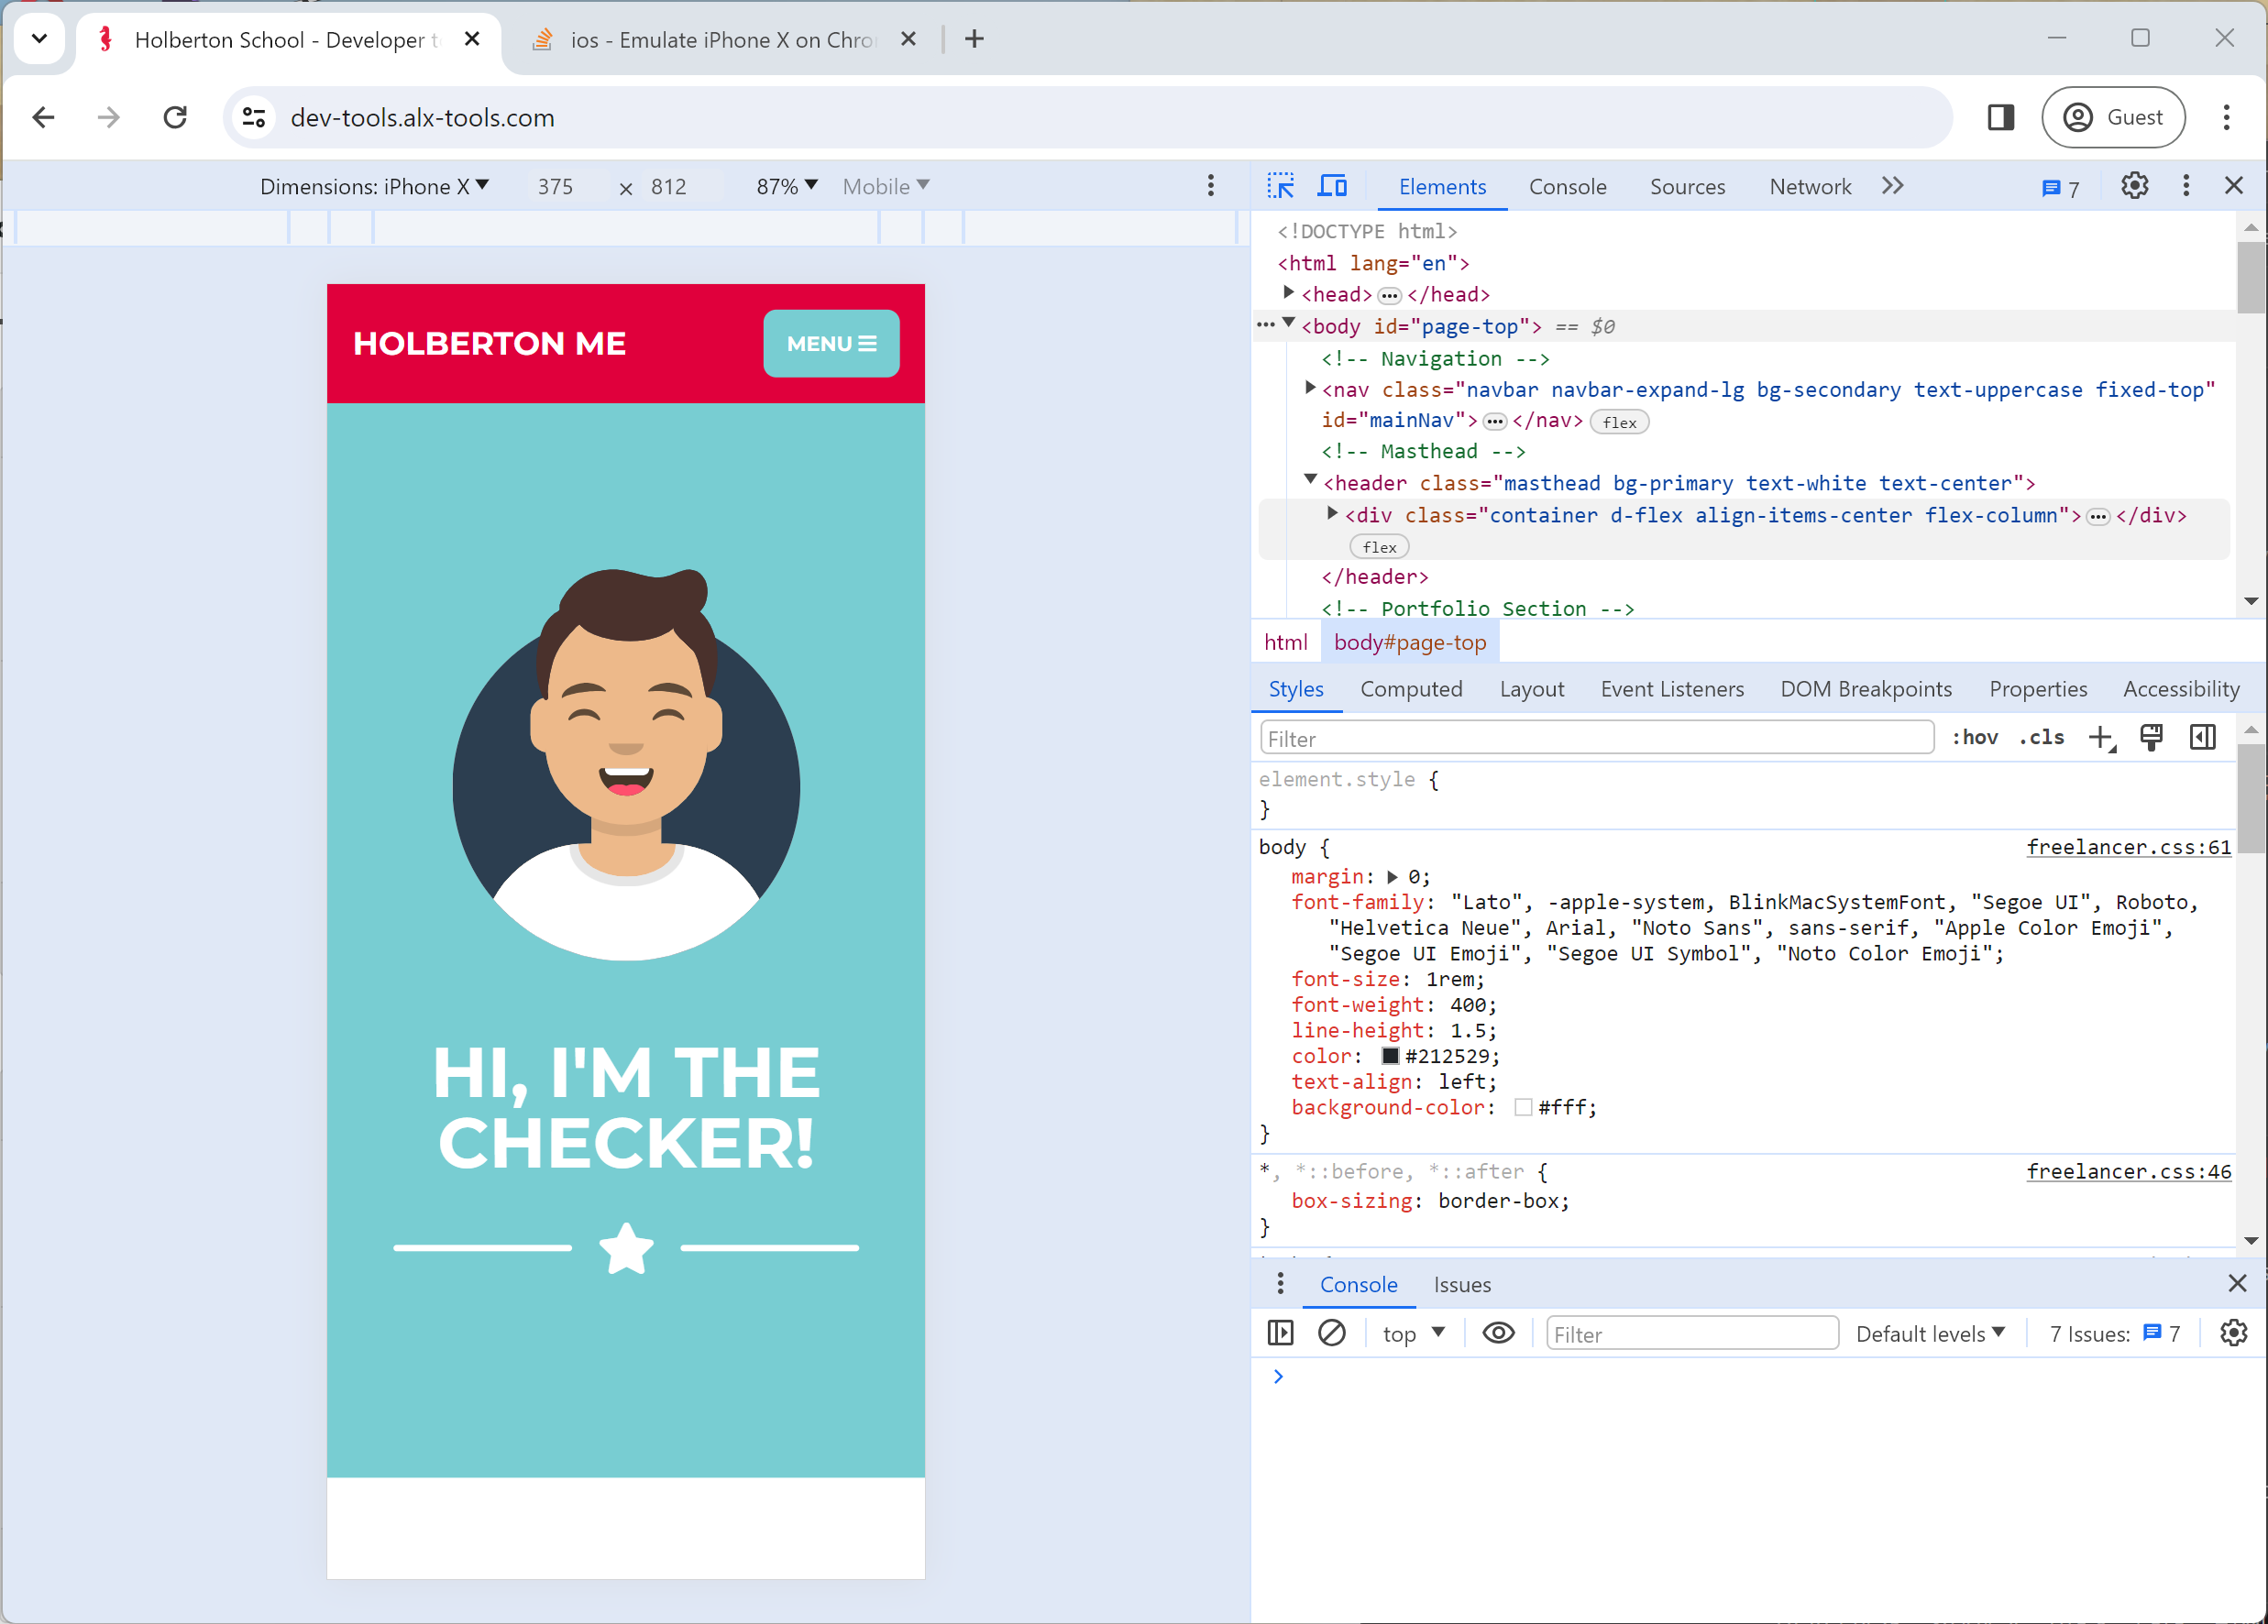 Holberton School - Developer to
ios - Emulate iPhone X on Chro
dev-tools.alx-tools.com
Guest
Dimensions: iPhone X 375 × 812 87% Mobile
HOLBERTON ME
MENU
HI, I'M THE
CHECKER!
Elements Console Sources Network 7
<!DOCTYPE html>
<html lang="en">
<head>…</head>
… <body id="page-top"> == $0
<!-- Navigation -->
<nav class="navbar navbar-expand-lg bg-secondary text-uppercase fixed-top"
id="mainNav">…</nav> flex
<!-- Masthead -->
<header class="masthead bg-primary text-white text-center">
<div class="container d-flex align-items-center flex-column">…</div>
flex
</header>
<!-- Portfolio Section -->
html body#page-top
Styles Computed Layout Event Listeners DOM Breakpoints Properties Accessibility
Filter :hov .cls
element.style {
}
body { freelancer.css:61
margin: 0;
font-family: "Lato", -apple-system, BlinkMacSystemFont, "Segoe UI", Roboto,
"Helvetica Neue", Arial, "Noto Sans", sans-serif, "Apple Color Emoji",
"Segoe UI Emoji", "Segoe UI Symbol", "Noto Color Emoji";
font-size: 1rem;
font-weight: 400;
line-height: 1.5;
color: #212529;
text-align: left;
background-color: #fff;
}
*, *::before, *::after { freelancer.css:46
box-sizing: border-box;
}
Console Issues
top Filter Default levels 7 Issues: 7